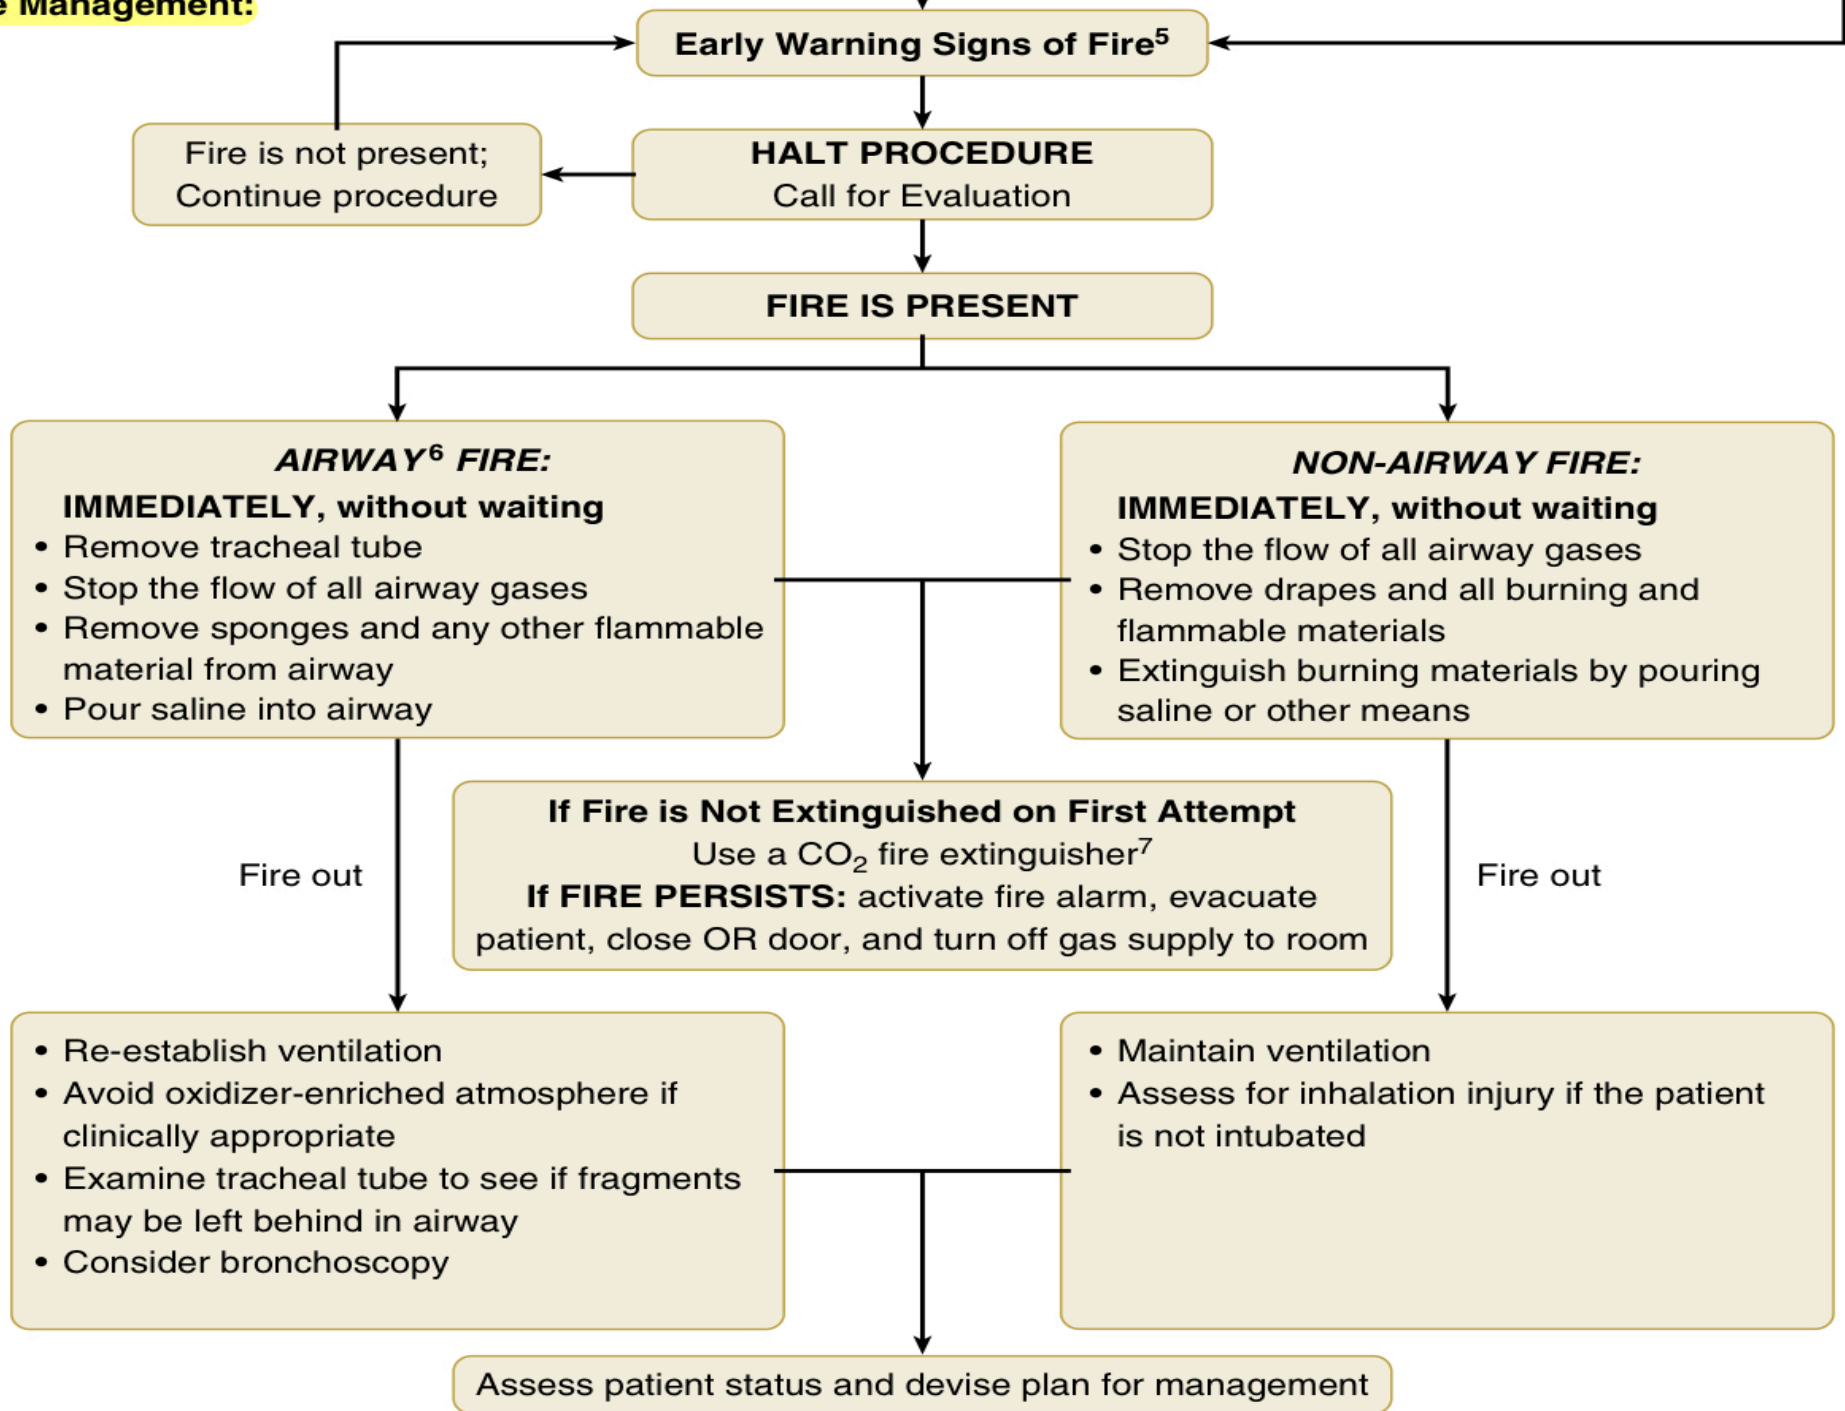 Management:
Early Warning Signs of Fire⁵
Fire is not present;
Continue procedure
HALT PROCEDURE
Call for Evaluation
FIRE IS PRESENT
AIRWAY⁶ FIRE:
IMMEDIATELY, without waiting
• Remove tracheal tube
• Stop the flow of all airway gases
• Remove sponges and any other flammable
material from airway
• Pour saline into airway
NON-AIRWAY FIRE:
IMMEDIATELY, without waiting
• Stop the flow of all airway gases
• Remove drapes and all burning and
flammable materials
• Extinguish burning materials by pouring
saline or other means
If Fire is Not Extinguished on First Attempt
Use a CO₂ fire extinguisher⁷
If FIRE PERSISTS: activate fire alarm, evacuate
patient, close OR door, and turn off gas supply to room
Fire out
Fire out
• Re-establish ventilation
• Avoid oxidizer-enriched atmosphere if
clinically appropriate
• Examine tracheal tube to see if fragments
may be left behind in airway
• Consider bronchoscopy
• Maintain ventilation
• Assess for inhalation injury if the patient
is not intubated
Assess patient status and devise plan for management